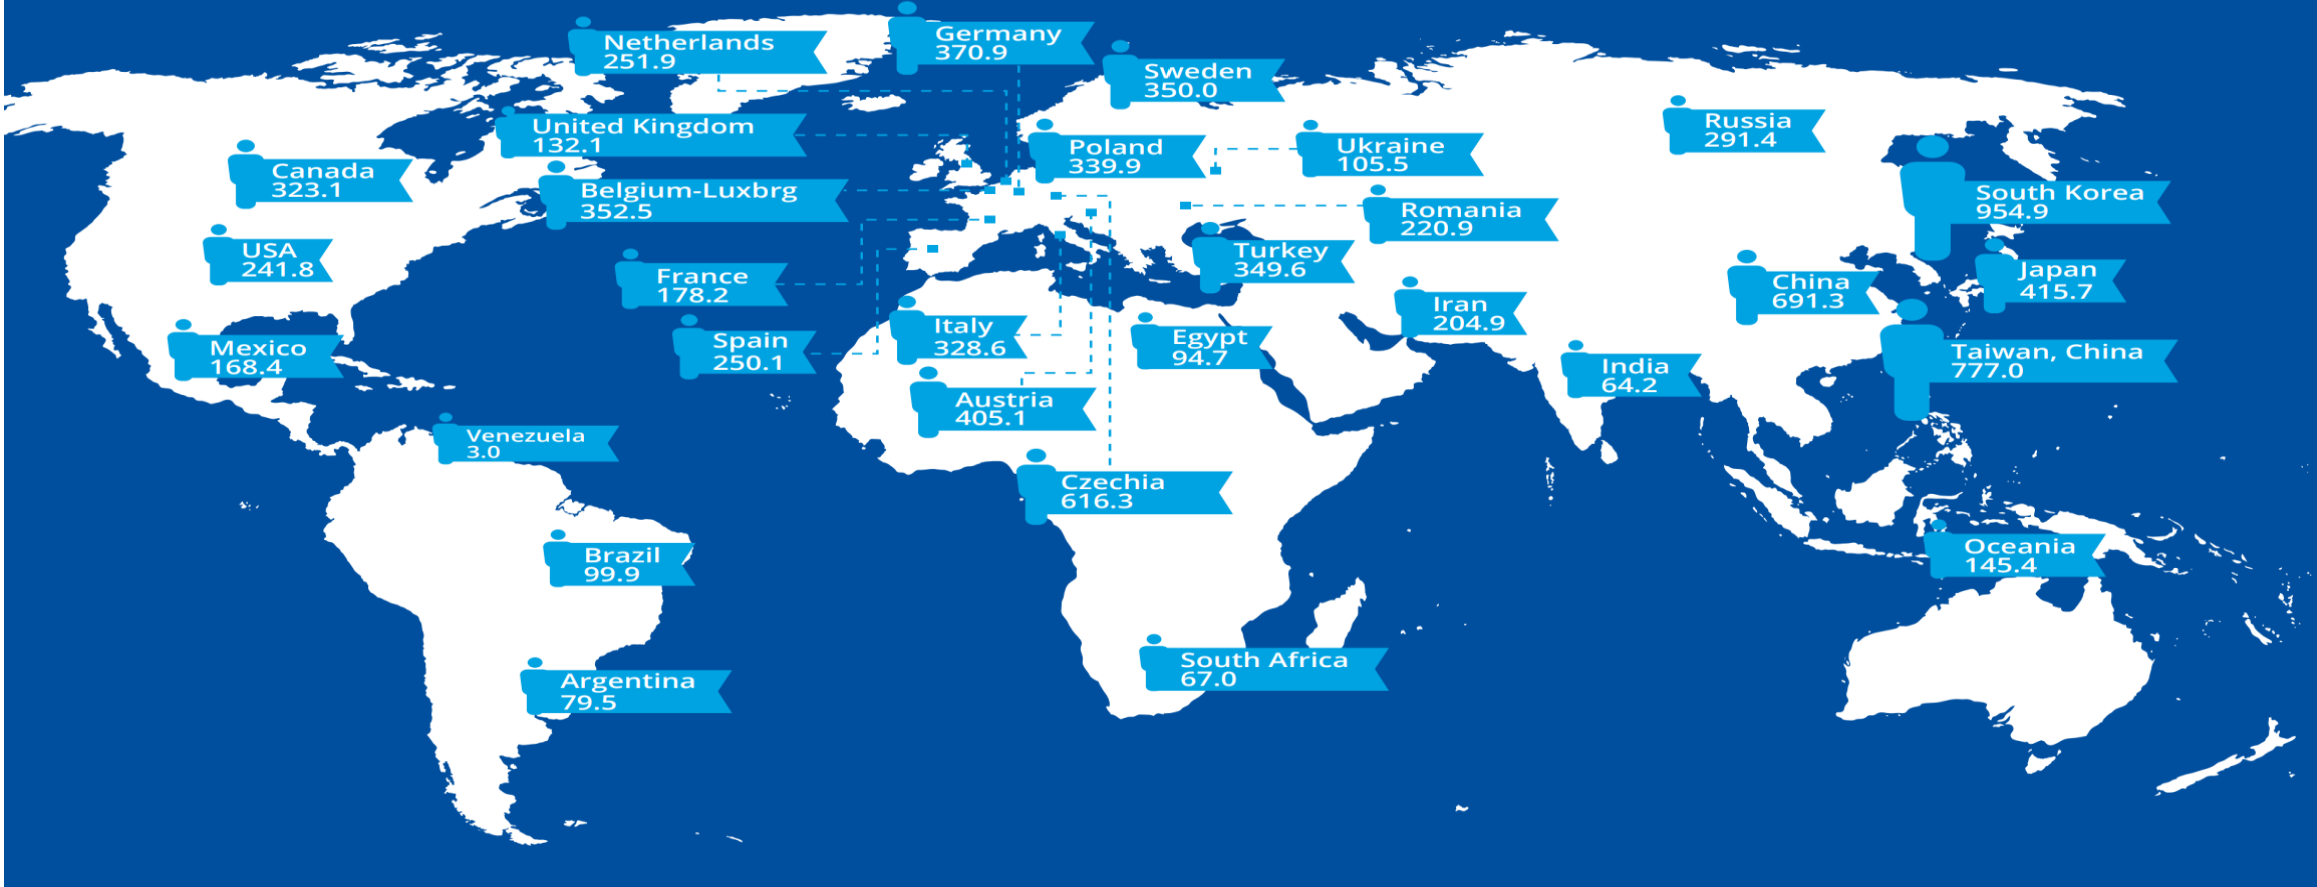 Netherlands
251.9
Germany
370.9
Sweden
350.0
United Kingdom
132.1
Poland
339.9
Ukraine
105.5
Russia
291.4
Canada
323.1
Belgium-Luxbrg
352.5
South Korea
954.9
Romania
220.9
USA
241.8
Turkey
349.6
France
178.2
China
691.3
Japan
415.7
Iran
204.9
Italy
328.6
Spain
250.1
Egypt
94.7
Mexico
168.4
Taiwan, China
777.0
India
64.2
Austria
405.1
Venezuela
3.0
Czechia
616.3
Brazil
99.9
Oceania
145.4
South Africa
67.0
Argentina
79.5